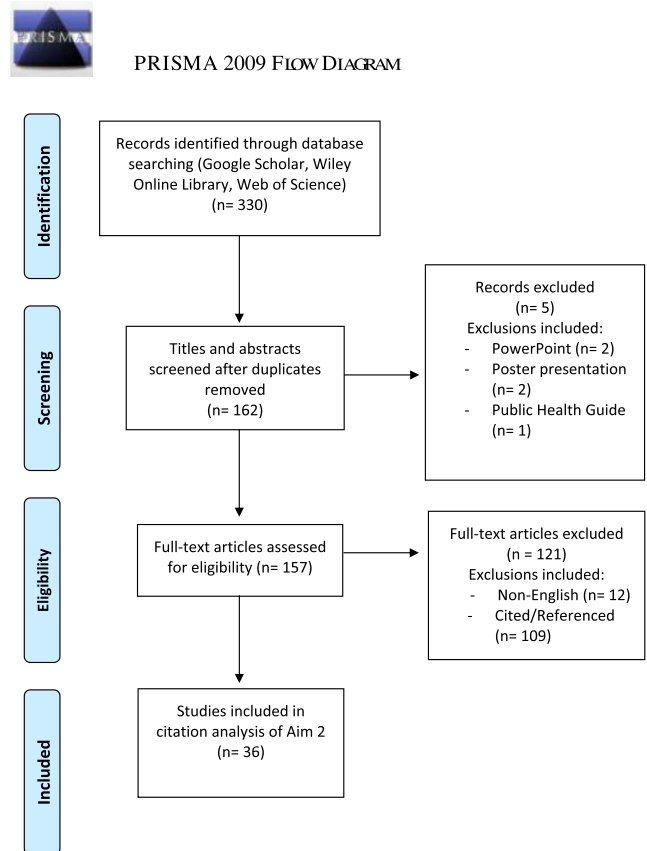 PRISMA
PRISMA 2009 FLOW DIAGRAM
Identification
Records identified through database
searching (Google Scholar, Wiley
Online Library, Web of Science)
(n= 330)
Records excluded
(n= 5)
Exclusions included:
- PowerPoint (n= 2)
- Poster presentation
(n= 2)
- Public Health Guide
(n= 1)
Screening
Titles and abstracts
screened after duplicates
removed
(n= 162)
Eligibility
Full-text articles assessed
for eligibility (n= 157)
Full-text articles excluded
(n = 121)
Exclusions included:
- Non-English (n= 12)
- Cited/Referenced
(n= 109)
Included
Studies included in
citation analysis of Aim 2
(n= 36)